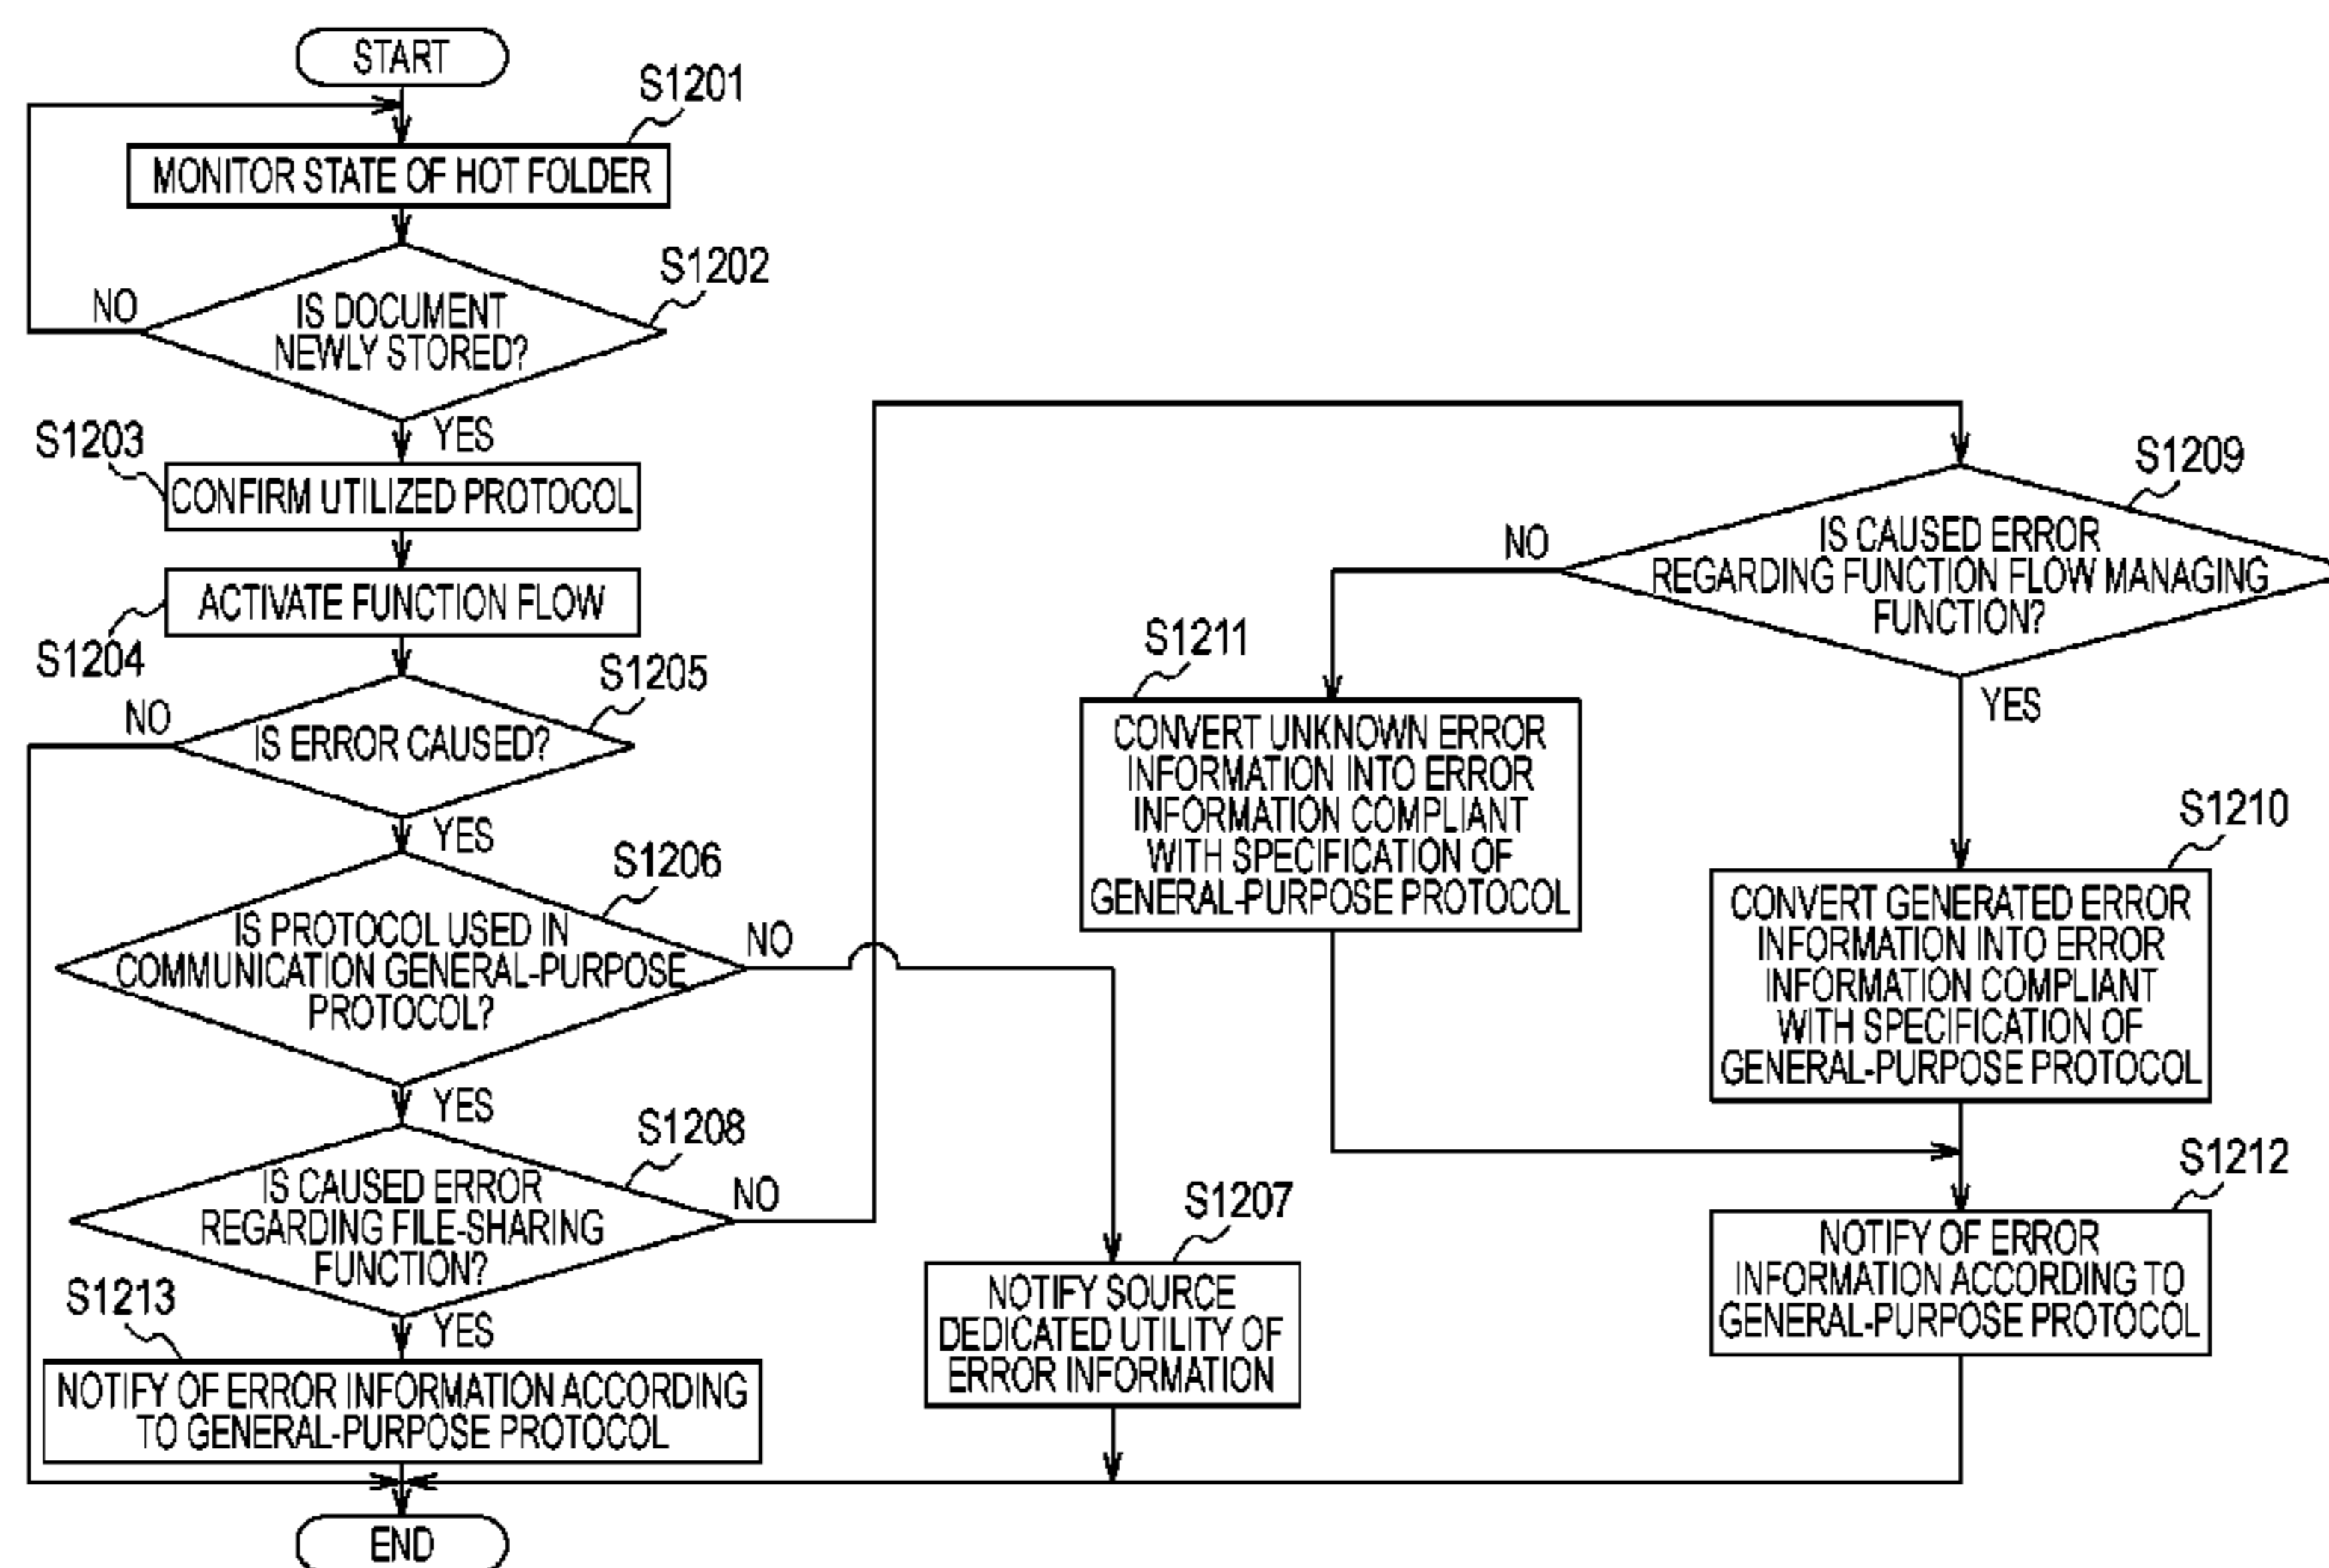 START
S1201
MONITOR STATE OF HOT FOLDER
S1202
NO
IS DOCUMENT
NEWLY STORED?
YES
S1203
CONFIRM UTILIZED PROTOCOL
ACTIVATE FUNCTION FLOW
S1204
S1205
NO
IS ERROR CAUSED?
YES
S1206
IS PROTOCOL USED IN
COMMUNICATION GENERAL-PURPOSE
PROTOCOL?
NO
YES
S1208
IS CAUSED ERROR
REGARDING FILE-SHARING
FUNCTION?
NO
S1213
YES
NOTIFY OF ERROR INFORMATION ACCORDING
TO GENERAL-PURPOSE PROTOCOL
END
S1207
NOTIFY SOURCE
DEDICATED UTILITY OF
ERROR INFORMATION
S1209
IS CAUSED ERROR
REGARDING FUNCTION FLOW MANAGING
FUNCTION?
NO
YES
S1211
CONVERT UNKNOWN ERROR
INFORMATION INTO ERROR
INFORMATION COMPLIANT
WITH SPECIFICATION OF
GENERAL-PURPOSE PROTOCOL
S1210
CONVERT GENERATED ERROR
INFORMATION INTO ERROR
INFORMATION COMPLIANT
WITH SPECIFICATION OF
GENERAL-PURPOSE PROTOCOL
S1212
NOTIFY OF ERROR
INFORMATION ACCORDING TO
GENERAL-PURPOSE PROTOCOL